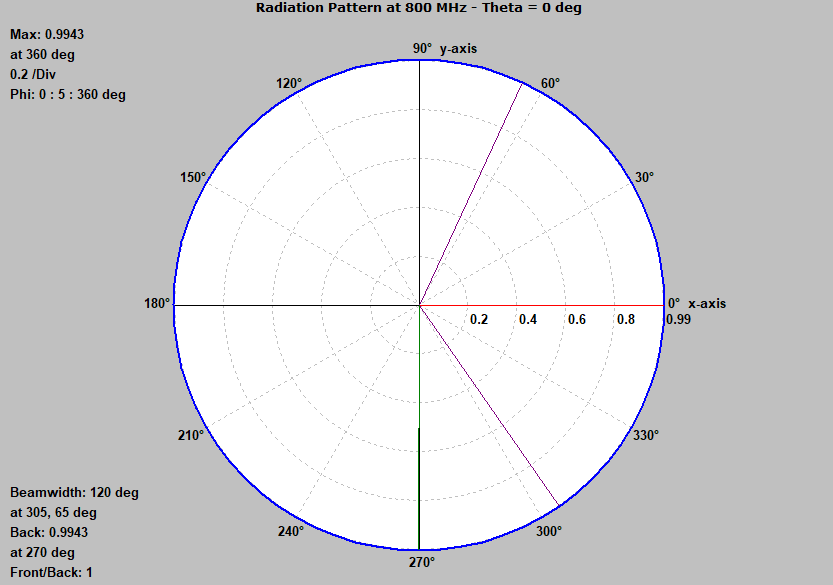 Radiation Pattern at 800 MHz - Theta = 0 deg
Max: 0.9943
at 360 deg
0.2 /Div
Phi: 0 : 5 : 360 deg
90° y-axis
120°
60°
150°
30°
180°
0° x-axis
0.2
0.4
0.6
0.8
0.99
210°
330°
240°
300°
270°
Beamwidth: 120 deg
at 305, 65 deg
Back: 0.9943
at 270 deg
Front/Back: 1